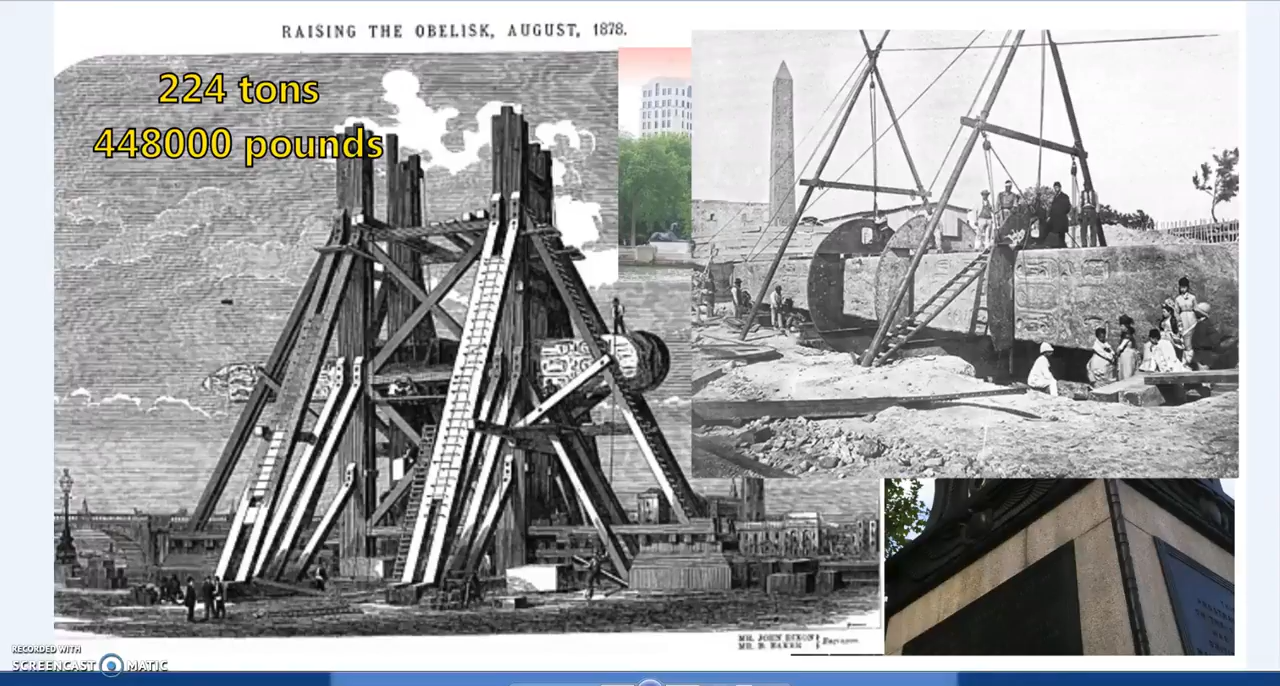 RAISING THE OBELISK, AUGUST, 1878.
224 tons
448000 pounds
MR. JOHN DIXON
MR. B. BAKER
RECORDED WITH
SCREENCAST MATIC